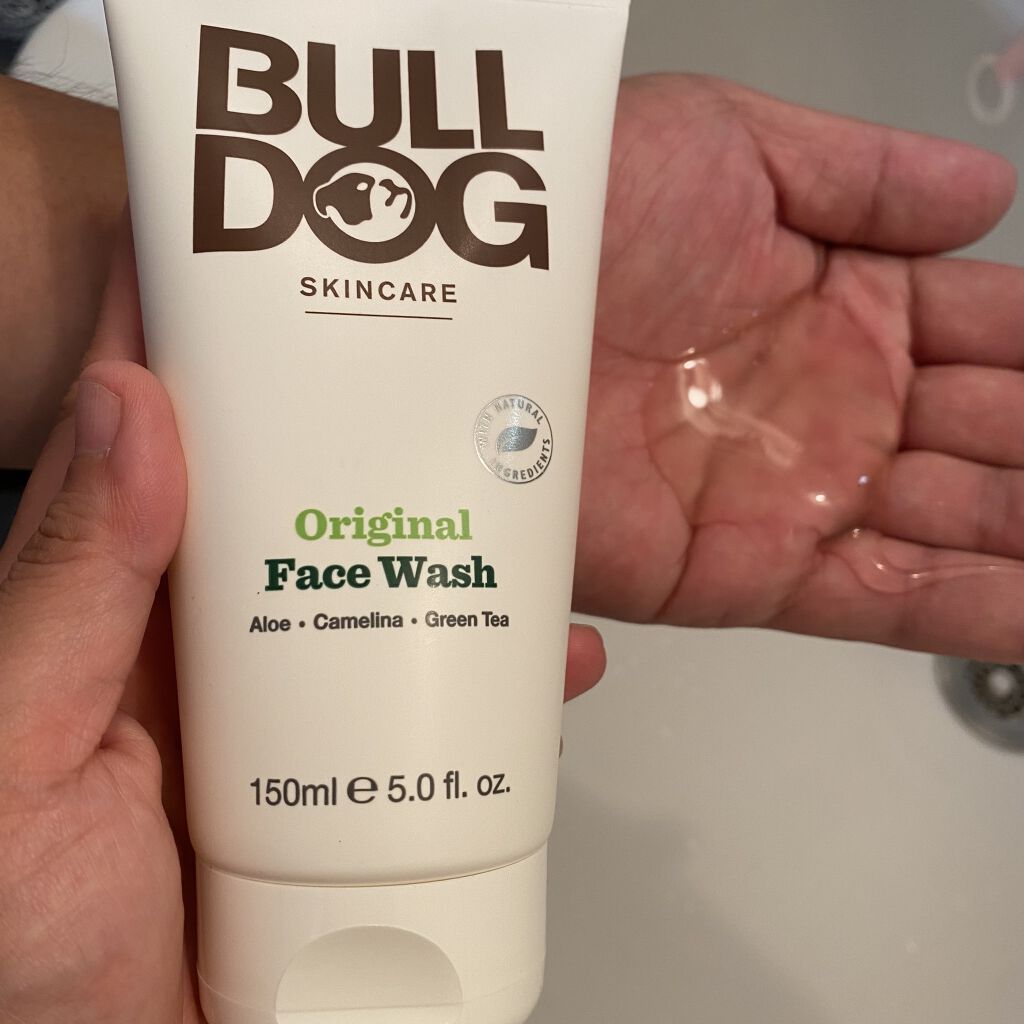 BULL
DOG
SKINCARE
WITH NATURAL INGREDIENTS
Original
Face Wash
Aloe • Camelina • Green Tea
150ml ℮ 5.0 fl. oz.